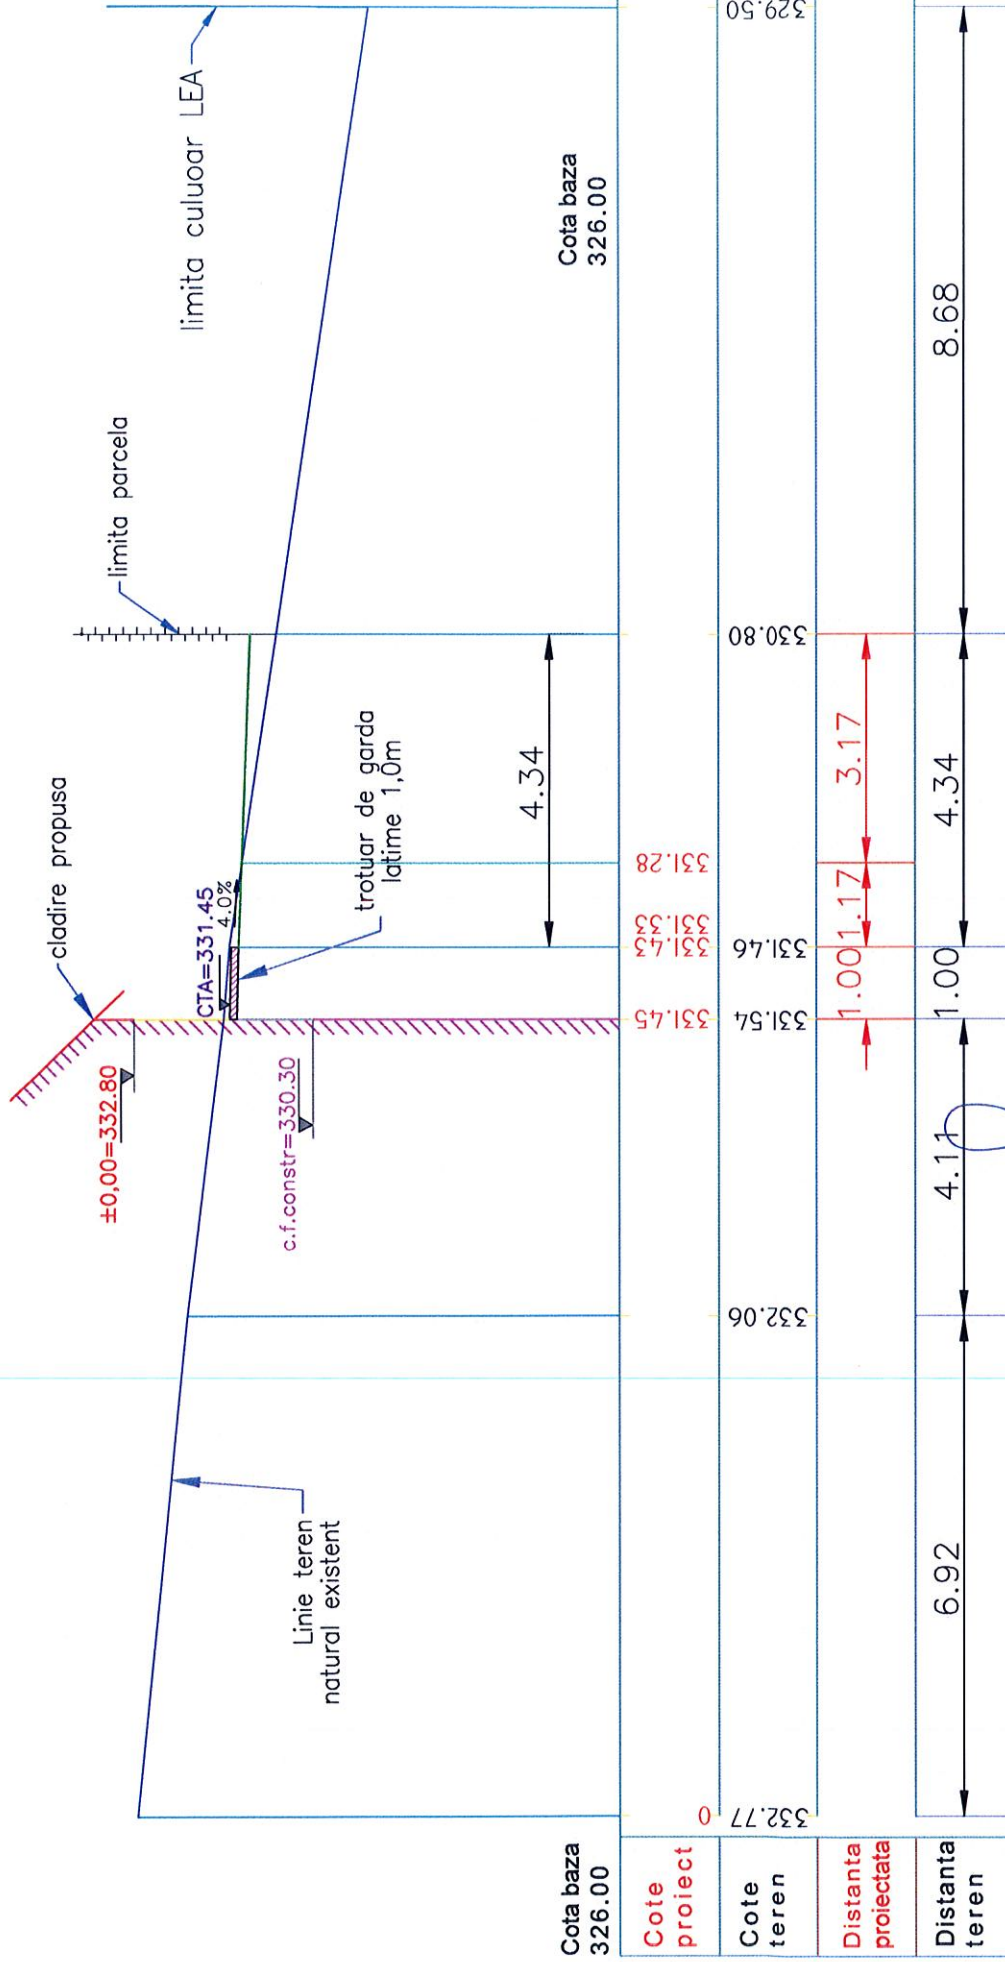 limita culuoar LEA
limita parcela
cladire propusa
CTA=331.45
4.0%
trotuar de garda
latime 1,0m
±0,00=332.80
c.f.constr=330.30
Linie teren
natural existent
4.34
Cota baza
326.00
Cota baza
326.00
Cote
proiect
0
331.45
331.43
331.33
331.28
Cote
teren
332.77
332.06
331.54
331.46
330.80
329.50
Distanta
proiectata
1.00
1.17
3.17
Distanta
teren
6.92
4.11
1.00
4.34
8.68